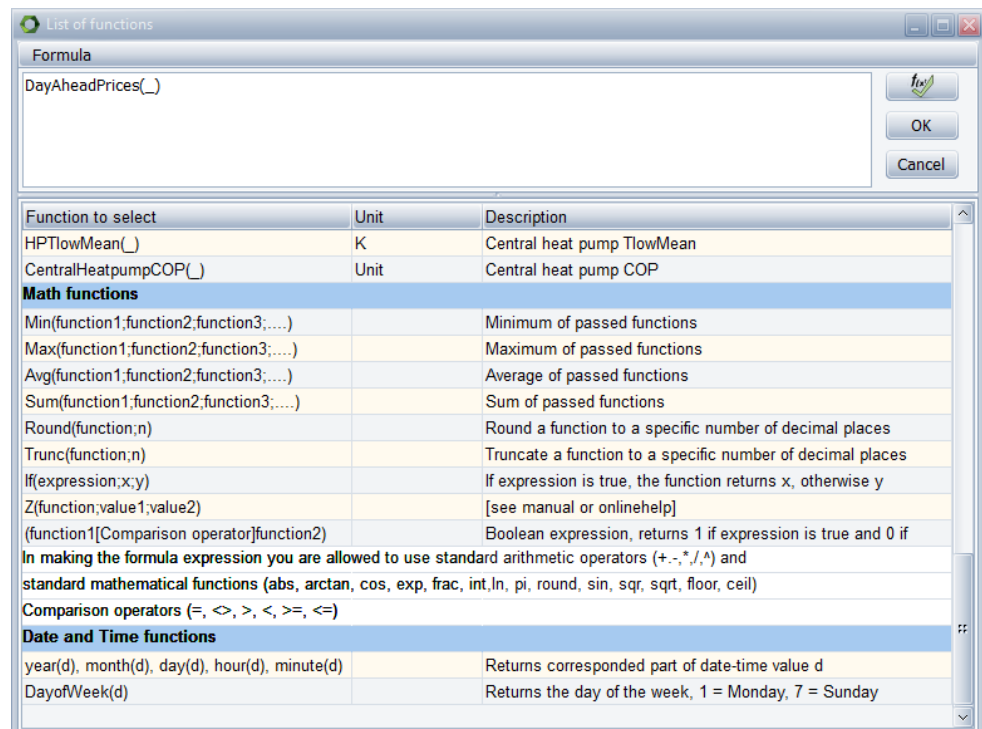 List of functions
Formula
DayAheadPrices(_)
f(x)
OK
Cancel
Function to select Unit Description
HPTlowMean(_) K Central heat pump TlowMean
CentralHeatpumpCOP(_) Unit Central heat pump COP
Math functions
Min(function1;function2;function3;....) Minimum of passed functions
Max(function1;function2;function3;....) Maximum of passed functions
Avg(function1;function2;function3;....) Average of passed functions
Sum(function1;function2;function3;....) Sum of passed functions
Round(function;n) Round a function to a specific number of decimal places
Trunc(function;n) Truncate a function to a specific number of decimal places
If(expression;x;y) If expression is true, the function returns x, otherwise y
Z(function;value1;value2) [see manual or onlinehelp]
(function1[Comparison operator]function2) Boolean expression, returns 1 if expression is true and 0 if
In making the formula expression you are allowed to use standard arithmetic operators (+.-,*,/,^) and
standard mathematical functions (abs, arctan, cos, exp, frac, int,ln, pi, round, sin, sqr, sqrt, floor, ceil)
Comparison operators (=, <>, >, <, >=, <=)
Date and Time functions
year(d), month(d), day(d), hour(d), minute(d) Returns corresponded part of date-time value d
DayofWeek(d) Returns the day of the week, 1 = Monday, 7 = Sunday